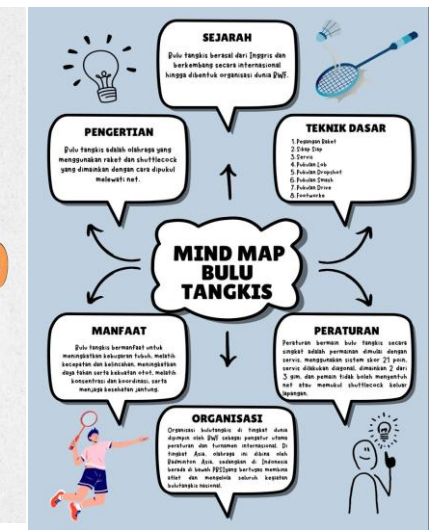 SEJARAH
Bulu tangkis berasal dari Inggris dan
berkembang secara internasional
hingga dibentuk organisasi dunia BWF.
PENGERTIAN
Bulu tangkis adalah olahraga yang
menggunakan raket dan shuttlecock
yang dimainkan dengan cara dipukul
melewati net.
TEKNIK DASAR
1. Pegangan Raket
2. Sikap Siap
3. Servis
4. Pukulan Lob
5. Pukulan Dropshot
6. Pukulan Smash
7. Pukulan Drive
8. Footworks
MIND MAP
BULU
TANGKIS
MANFAAT
Bulu tangkis bermanfaat untuk
meningkatkan kebugaran tubuh, melatih
kecepatan dan kelincahan, meningkatkan
daya tahan serta kekuatan otot, melatih
konsentrasi dan koordinasi, serta
menjaga kesehatan jantung.
PERATURAN
Peraturan bermain bulu tangkis secara
singkat adalah permainan dimulai dengan
servis, menggunakan sistem skor 21 poin,
servis dilakukan diagonal, dimainkan 2 dari
3 gim, dan pemain tidak boleh menyentuh
net atau memukul shuttlecock keluar
lapangan.
ORGANISASI
Organisasi bulutangkis di tingkat dunia
dipimpin oleh BWF sebagai pengatur utama
peraturan dan turnamen internasional. Di
tingkat Asia, olahraga ini dibina oleh
Badminton Asia, sedangkan di Indonesia
berada di bawah PBSI yang bertugas membina
atlet dan mengelola seluruh kegiatan
bulutangkis nasional.